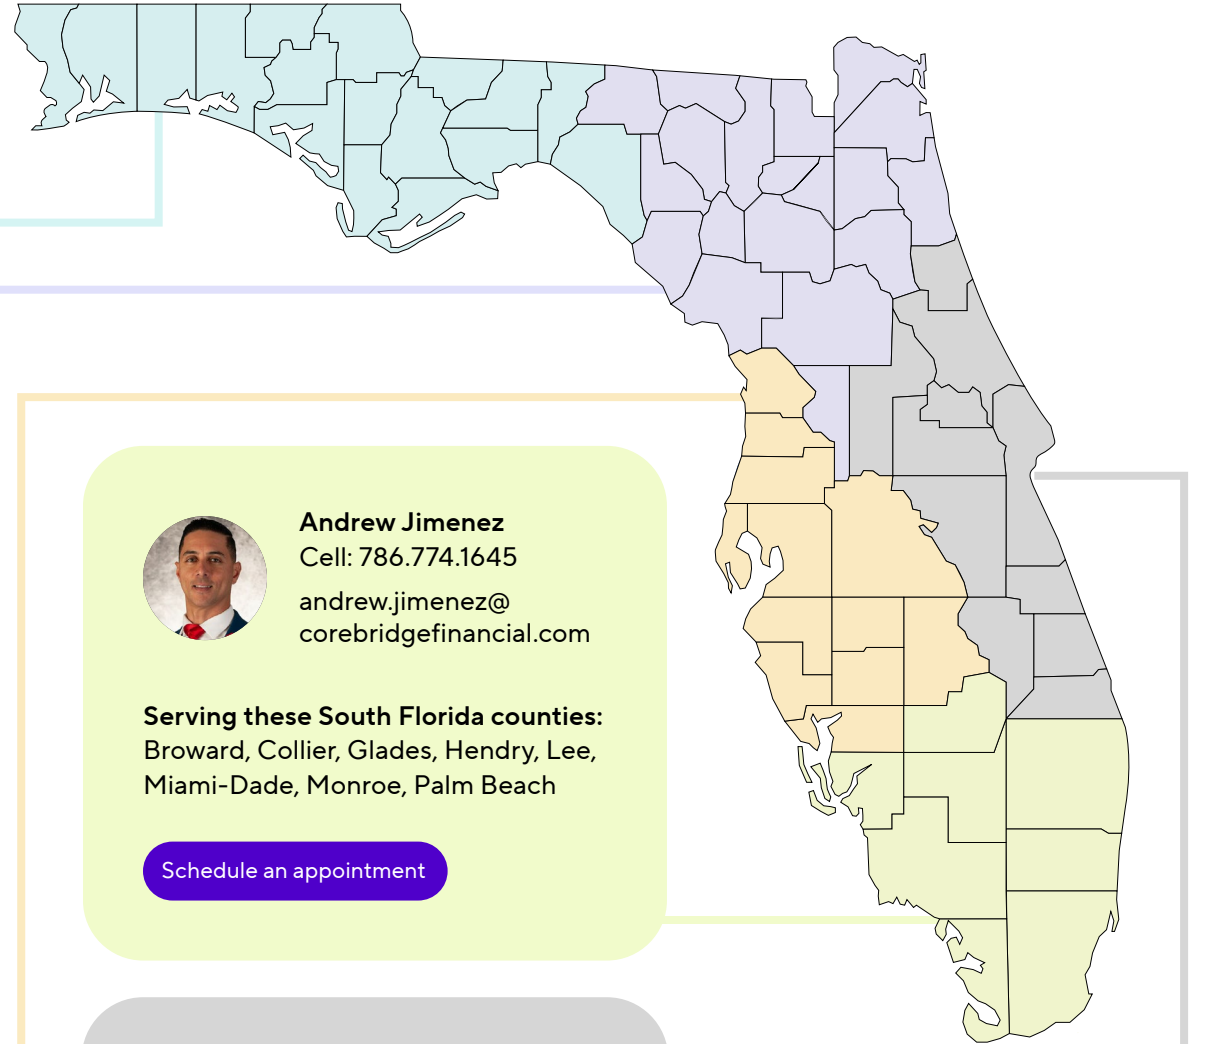 Andrew Jimenez
Cell: 786.774.1645
andrew.jimenez@
corebridgefinancial.com
Serving these South Florida counties:
Broward, Collier, Glades, Hendry, Lee,
Miami-Dade, Monroe, Palm Beach
Schedule an appointment